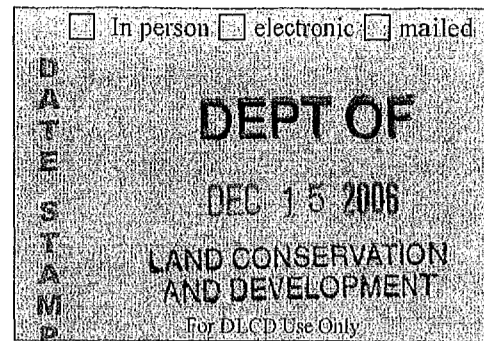 ☐ In person ☐ electronic ☐ mailed
DATE STAMP
DEPT OF
DEC 15 2006
LAND CONSERVATION
AND DEVELOPMENT
For DLCD Use Only